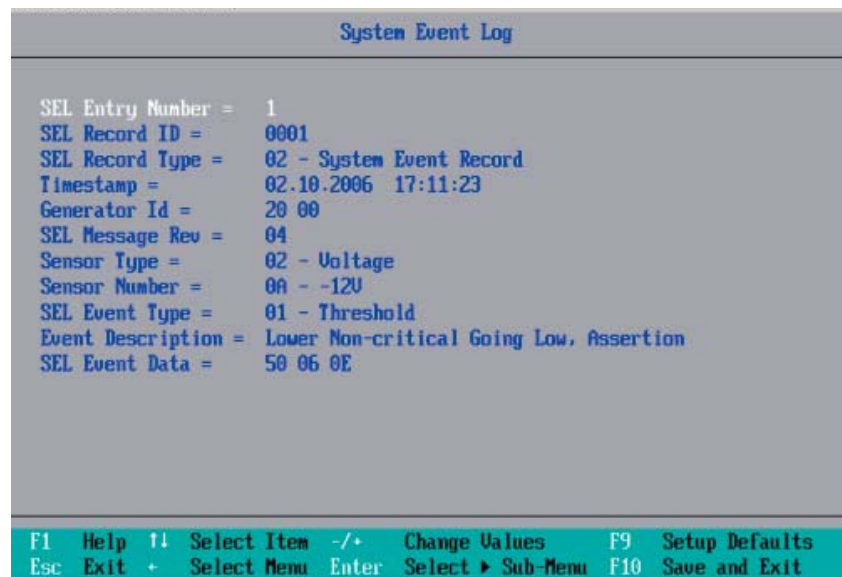 System Event Log
SEL Entry Number = 1
SEL Record ID = 0001
SEL Record Type = 02 - System Event Record
Timestamp = 02.10.2006 17:11:23
Generator Id = 20 00
SEL Message Rev = 04
Sensor Type = 02 - Voltage
Sensor Number = 0A - -12V
SEL Event Type = 01 - Threshold
Event Description = Lower Non-critical Going Low, Assertion
SEL Event Data = 50 06 0E
F1 Help ↑↓ Select Item -/+ Change Values F9 Setup Defaults
Esc Exit ← Select Menu Enter Select ▶ Sub-Menu F10 Save and Exit